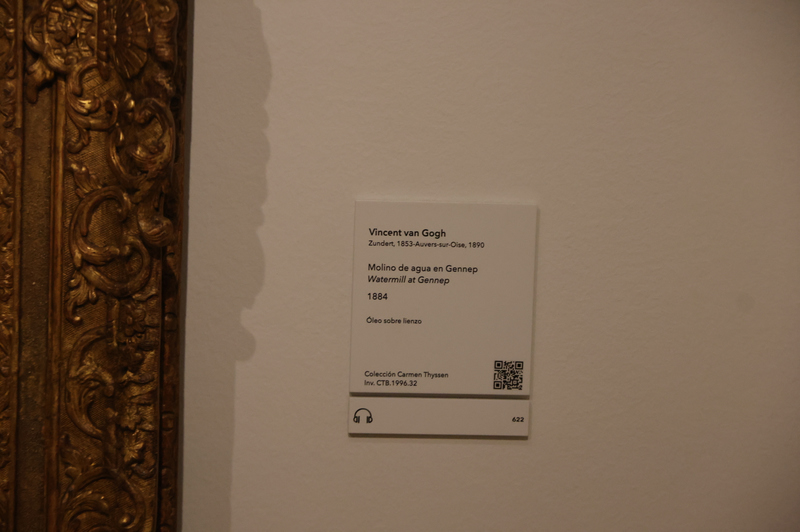 Vincent van Gogh
Zundert, 1853-Auvers-sur-Oise, 1890
Molino de agua en Gennep
Watermill at Gennep
1884
Óleo sobre lienzo
Colección Carmen Thyssen
Inv. CTB.1996.32
622